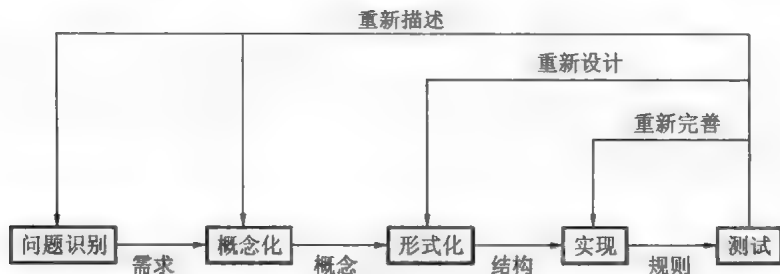 重新描述
重新设计
重新完善
问题识别
需求
概念化
概念
形式化
结构
实现
规则
测试